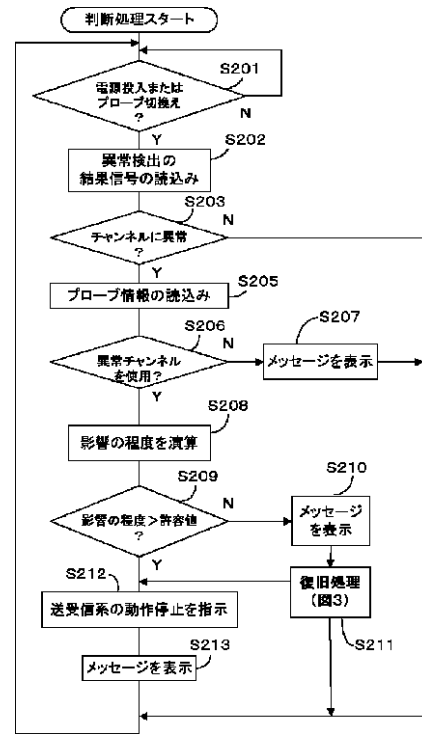 判断処理スタート
S201
電源投入または
プローブ切換え
?
N
Y
S202
異常検出の
結果信号の読込み
S203
N
チャンネルに異常
?
Y
S205
プローブ情報の読込み
S206
S207
N
異常チャンネル
を使用?
メッセージを表示
Y
S208
影響の程度を演算
S209
S210
N
影響の程度>許容値
?
メッセージ
を表示
Y
S212
復旧処理
(図3)
送受信系の動作停止を指示
S211
S213
メッセージを表示